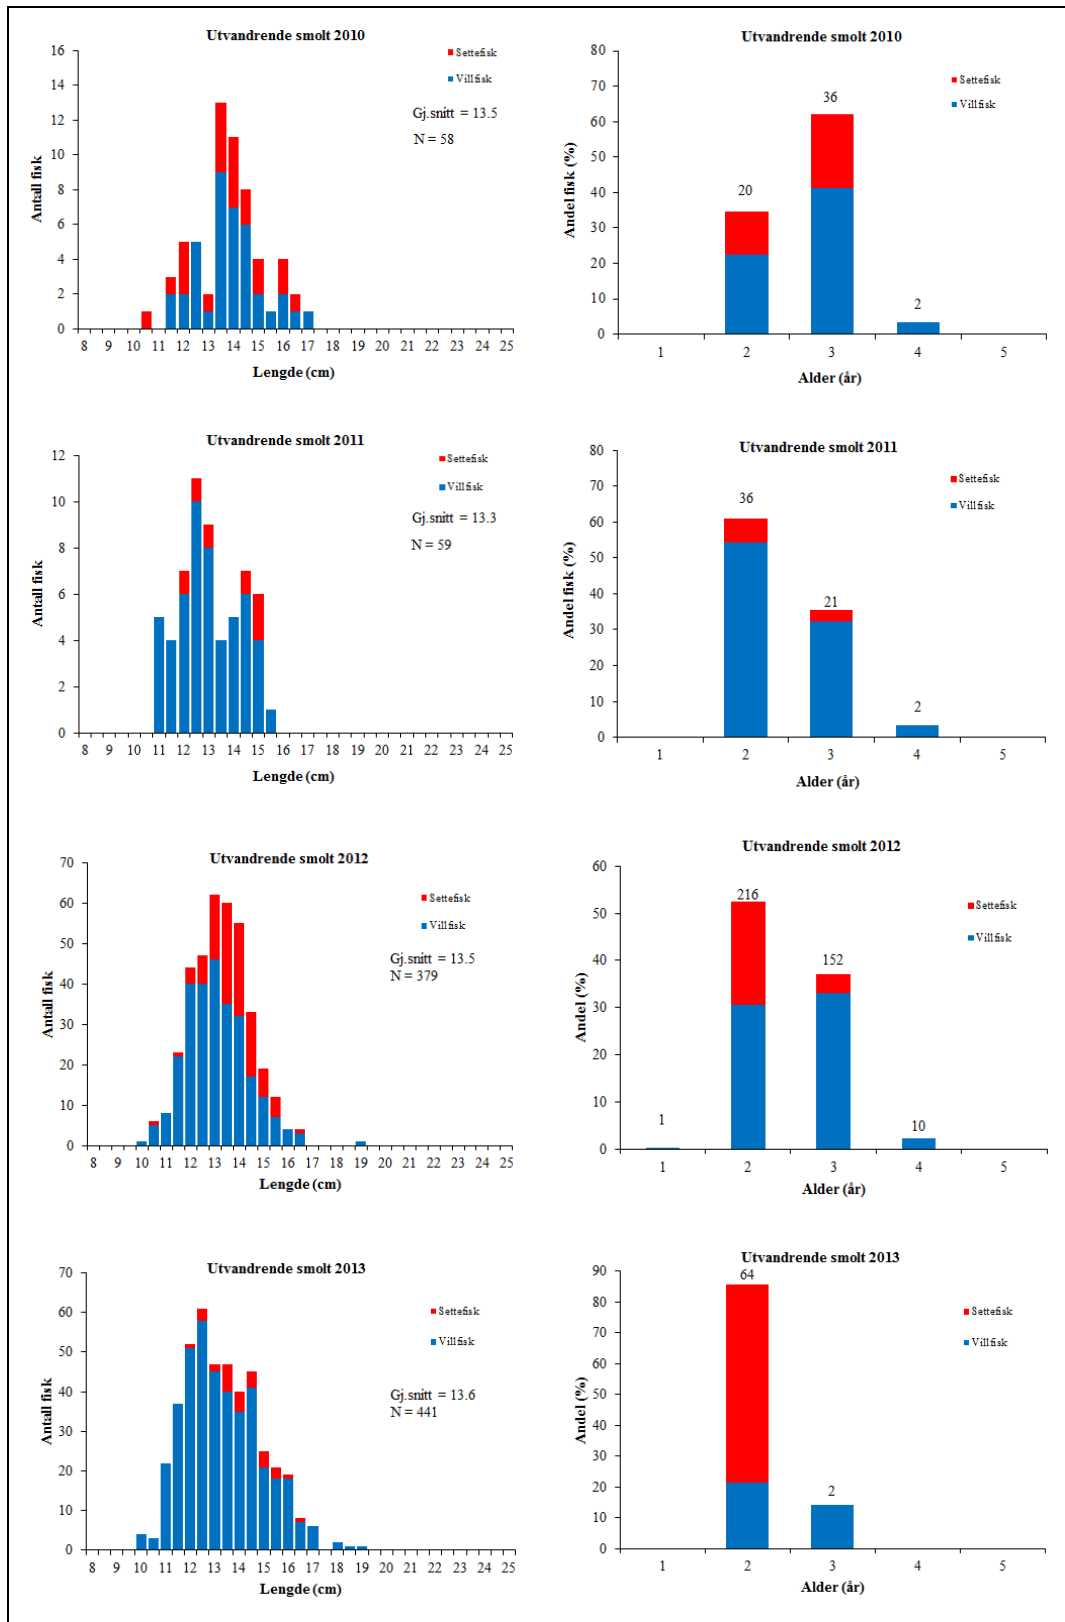 Utvandrende smolt 2010
Settefisk
Villfisk
Gj.snitt = 13.5
N = 58
Antall fisk
16
14
12
10
8
6
4
2
0
8 9 10 11 12 13 14 15 16 17 18 19 20 21 22 23 24 25
Lengde (cm)
Utvandrende smolt 2010
Settefisk
Villfisk
Andel fisk (%)
80
70
60
50
40
30
20
10
0
20
36
2
1 2 3 4 5
Alder (år)
Utvandrende smolt 2011
Settefisk
Villfisk
Gj.snitt = 13.3
N = 59
Antall fisk
12
10
8
6
4
2
0
8 9 10 11 12 13 14 15 16 17 18 19 20 21 22 23 24 25
Lengde (cm)
Utvandrende smolt 2011
Settefisk
Villfisk
Andel fisk (%)
80
70
60
50
40
30
20
10
0
36
21
2
1 2 3 4 5
Alder (år)
Utvandrende smolt 2012
Settefisk
Villfisk
Gj.snitt = 13.5
N = 379
Antall fisk
70
60
50
40
30
20
10
0
8 9 10 11 12 13 14 15 16 17 18 19 20 21 22 23 24 25
Lengde (cm)
Utvandrende smolt 2012
Settefisk
Villfisk
Andel (%)
60
50
40
30
20
10
0
1
216
152
10
1 2 3 4 5
Alder (år)
Utvandrende smolt 2013
Settefisk
Villfisk
Gj.snitt = 13.6
N = 441
Antall fisk
70
60
50
40
30
20
10
0
8 9 10 11 12 13 14 15 16 17 18 19 20 21 22 23 24 25
Lengde (cm)
Utvandrende smolt 2013
Settefisk
Villfisk
Andel (%)
90
80
70
60
50
40
30
20
10
0
64
2
1 2 3 4 5
Alder (år)